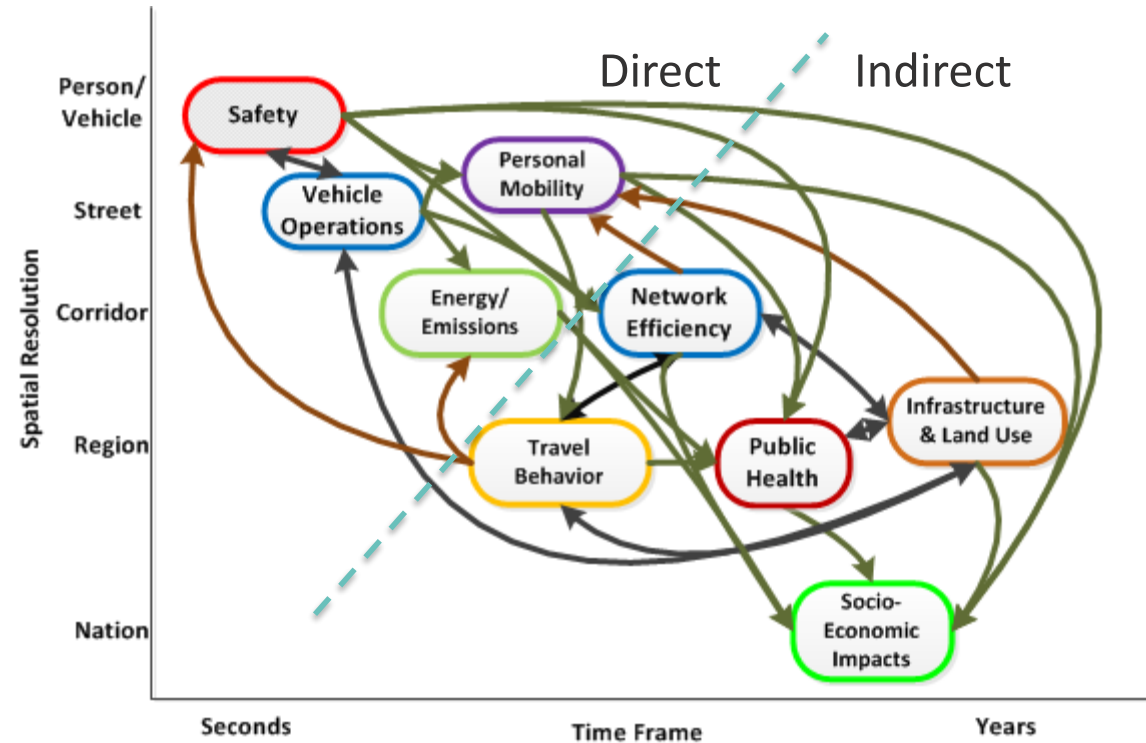 Direct
Indirect
Person/
Vehicle
Safety
Personal
Mobility
Street
Vehicle
Operations
Spatial Resolution
Corridor
Energy/
Emissions
Network
Efficiency
Infrastructure
& Land Use
Region
Travel
Behavior
Public
Health
Nation
Socio-
Economic
Impacts
Seconds
Time Frame
Years